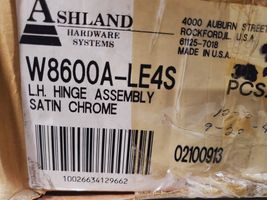 ASHLAND
HARDWARE
SYSTEMS
4000 AUBURN STREET
ROCKFORD, IL. U.S.A.
61125-7018
MADE IN U.S.A.
W8600A-LE4S
L.H. HINGE ASSEMBLY
SATIN CHROME
PCS.
02100913
10026634129662